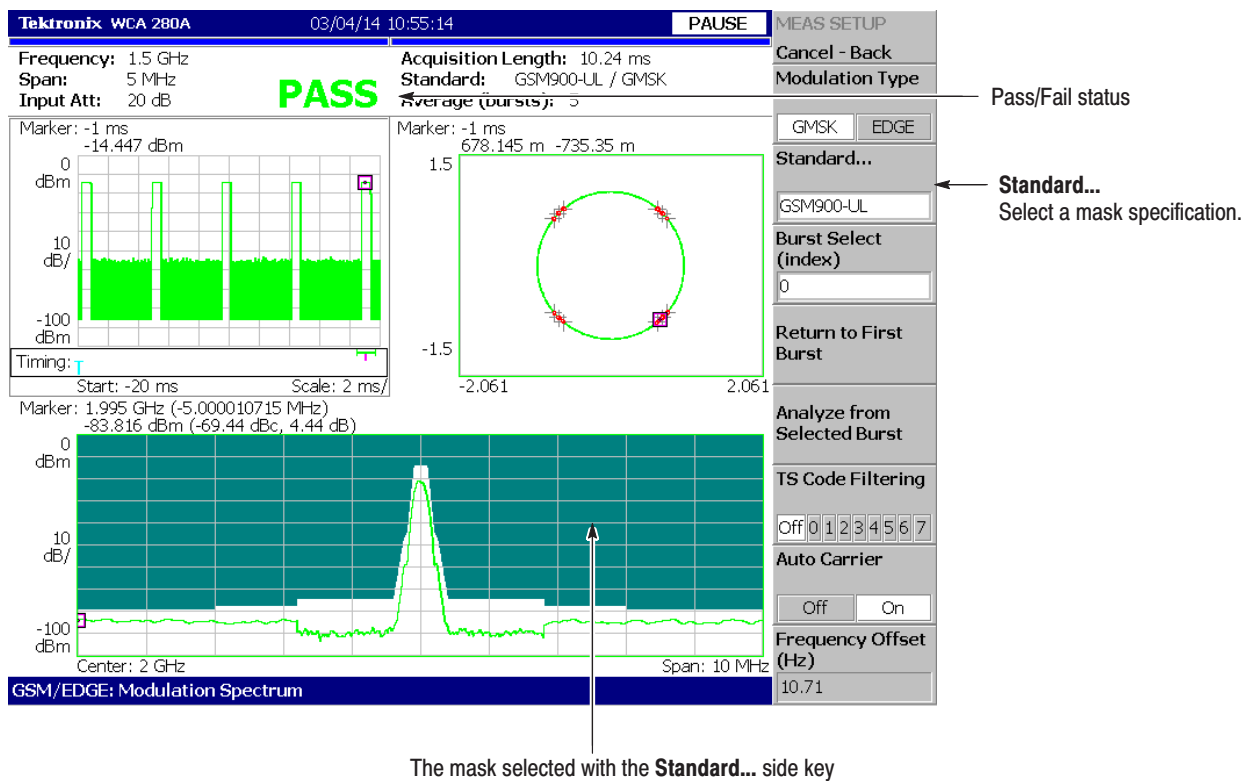 Tektronix WCA 280A 03/04/14 10:55:14 PAUSE
Frequency: 1.5 GHz
Span: 5 MHz
Input Att: 20 dB
PASS
Acquisition Length: 10.24 ms
Standard: GSM900-UL / GMSK
Average (bursts): 5
Marker: -1 ms
-14.447 dBm
0
dBm
10
dB/
-100
dBm
Timing:
Start: -20 ms Scale: 2 ms/
Marker: -1 ms
678.145 m -735.35 m
1.5
-1.5
-2.061 2.061
Marker: 1.995 GHz (-5.000010715 MHz)
-83.816 dBm (-69.44 dBc, 4.44 dB)
0
dBm
10
dB/
-100
dBm
Center: 2 GHz Span: 10 MHz
GSM/EDGE: Modulation Spectrum
MEAS SETUP
Cancel - Back
Modulation Type
GMSK EDGE
Standard...
GSM900-UL
Burst Select
(index)
0
Return to First
Burst
Analyze from
Selected Burst
TS Code Filtering
Off 0 1 2 3 4 5 6 7
Auto Carrier
Off On
Frequency Offset
(Hz)
10.71
Pass/Fail status
Standard...
Select a mask specification.
The mask selected with the Standard... side key